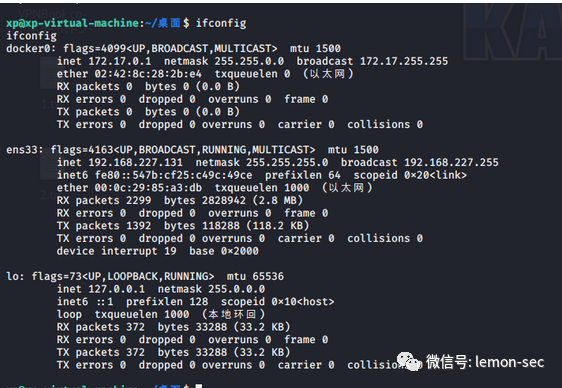 xp@xp-virtual-machine:~/桌面$ ifconfig
ifconfig
docker0: flags=4099<UP,BROADCAST,MULTICAST>  mtu 1500
inet 172.17.0.1  netmask 255.255.0.0  broadcast 172.17.255.255
ether 02:42:8c:28:2b:e4  txqueuelen 0  (以太网)
RX packets 0  bytes 0 (0.0 B)
RX errors 0  dropped 0  overruns 0  frame 0
TX packets 0  bytes 0 (0.0 B)
TX errors 0  dropped 0 overruns 0  carrier 0  collisions 0
ens33: flags=4163<UP,BROADCAST,RUNNING,MULTICAST>  mtu 1500
inet 192.168.227.131  netmask 255.255.255.0  broadcast 192.168.227.255
inet6 fe80::547b:cf25:c49c:49ce  prefixlen 64  scopeid 0×20<link>
ether 00:0c:29:85:a3:db  txqueuelen 1000  (以太网)
RX packets 2299  bytes 2828942 (2.8 MB)
RX errors 0  dropped 0  overruns 0  frame 0
TX packets 1392  bytes 118288 (118.2 KB)
TX errors 0  dropped 0 overruns 0  carrier 0  collisions 0
device interrupt 19  base 0×2000
lo: flags=73<UP,LOOPBACK,RUNNING>  mtu 65536
inet 127.0.0.1  netmask 255.0.0.0
inet6 ::1  prefixlen 128  scopeid 0×10<host>
loop  txqueuelen 1000  (本地环回)
RX packets 372  bytes 33288 (33.2 KB)
RX errors 0  dropped 0  overruns 0  frame 0
TX packets 372  bytes 33288 (33.2 KB)
TX errors 0  dropped 0 overruns 0  carrier 0  collisions 0
微信号: lemon-sec
KA